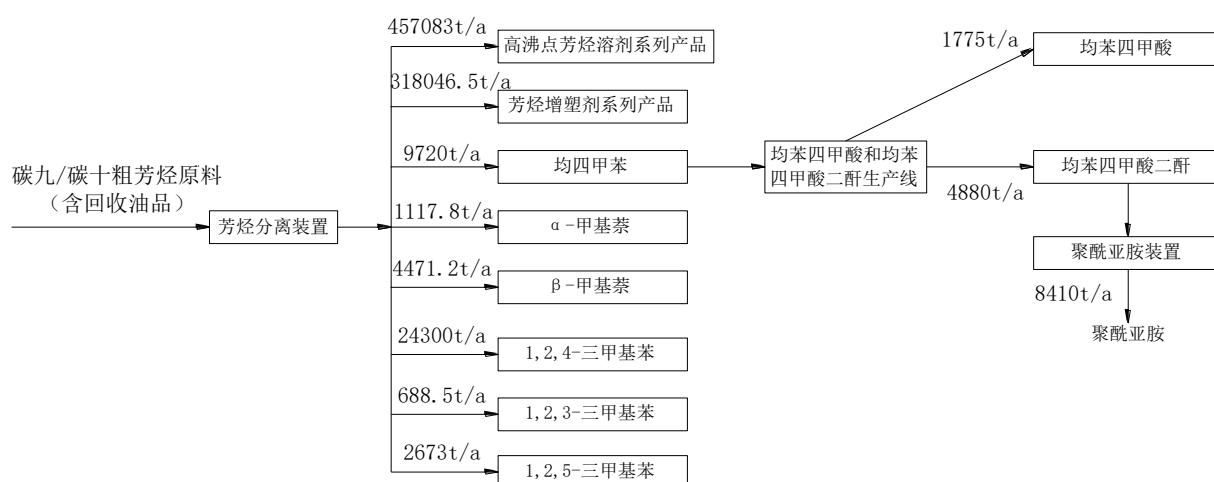 457083t/a
高沸点芳烃溶剂系列产品
318046.5t/a
芳烃增塑剂系列产品
9720t/a
均四甲苯
碳九/碳十粗芳烃原料
（含回收油品）
芳烃分离装置
1117.8t/a
α-甲基萘
4471.2t/a
β-甲基萘
24300t/a
1,2,4-三甲基苯
688.5t/a
1,2,3-三甲基苯
2673t/a
1,2,5-三甲基苯
均苯四甲酸和均苯
四甲酸二酐生产线
1775t/a
均苯四甲酸
4880t/a
均苯四甲酸二酐
聚酰亚胺装置
8410t/a
聚酰亚胺